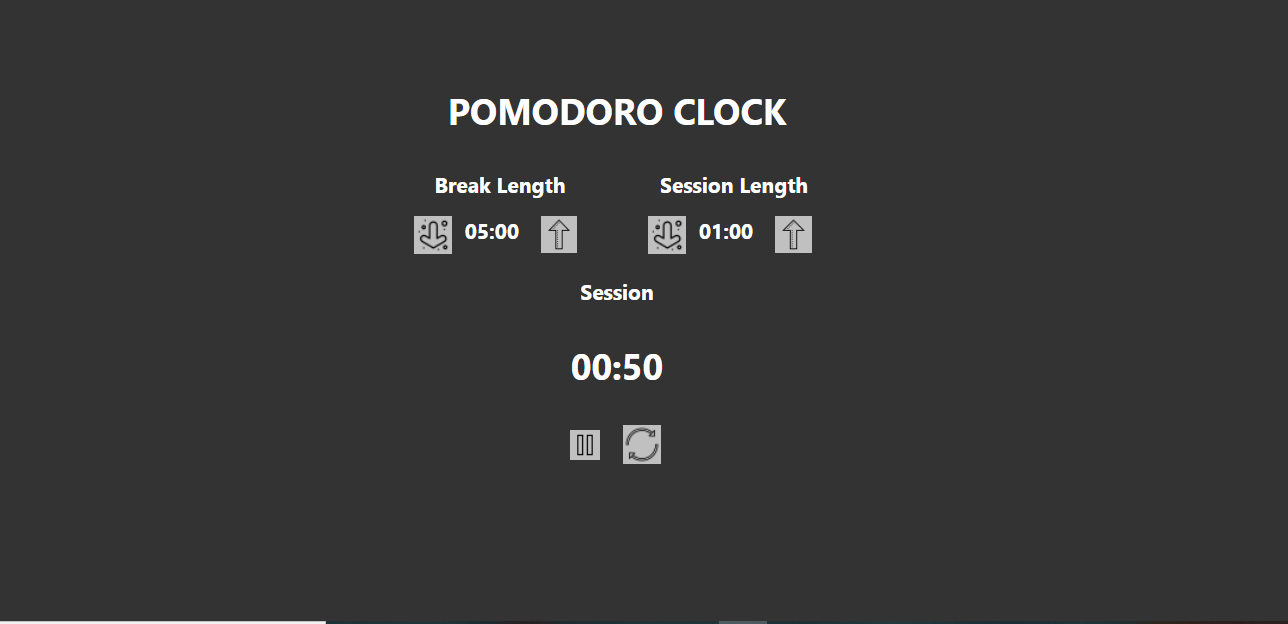 POMODORO CLOCK
Break Length Session Length
05:00 01:00
Session
00:50